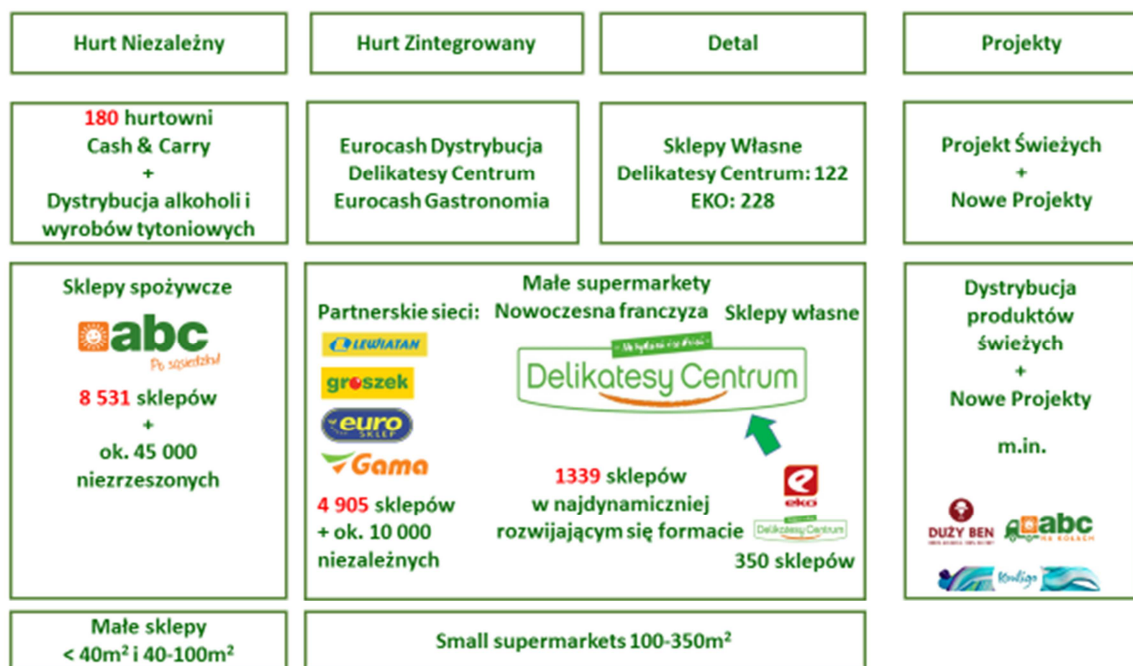 Hurt Niezależny
Hurt Zintegrowany
Detal
Projekty
180 hurtowni
Cash & Carry
+
Dystrybucja alkoholi i
wyrobów tytoniowych
Eurocash Dystrybucja
Delikatesy Centrum
Eurocash Gastronomia
Sklepy Własne
Delikatesy Centrum: 122
EKO: 228
Projekt Świeżych
+
Nowe Projekty
Sklepy spożywcze
abc
Po sąsiedzku!
8 531 sklepów
+
ok. 45 000
niezrzeszonych
Partnerskie sieci:
LEWIATAN
groszek
euro
SKLEP
Gama
4 905 sklepów
+ ok. 10 000
niezależnych
Małe supermarkety
Nowoczesna franczyza
Delikatesy Centrum
1339 sklepów
w najdynamiczniej
rozwijającym się formacie
Sklepy własne
eko
Delikatesy Centrum
350 sklepów
Dystrybucja
produktów
świeżych
+
Nowe Projekty
m.in.
DUŻY BEN
abc
NA KOŁACH
Kontigo
Małe sklepy
< 40m² i 40-100m²
Small supermarkets 100-350m²